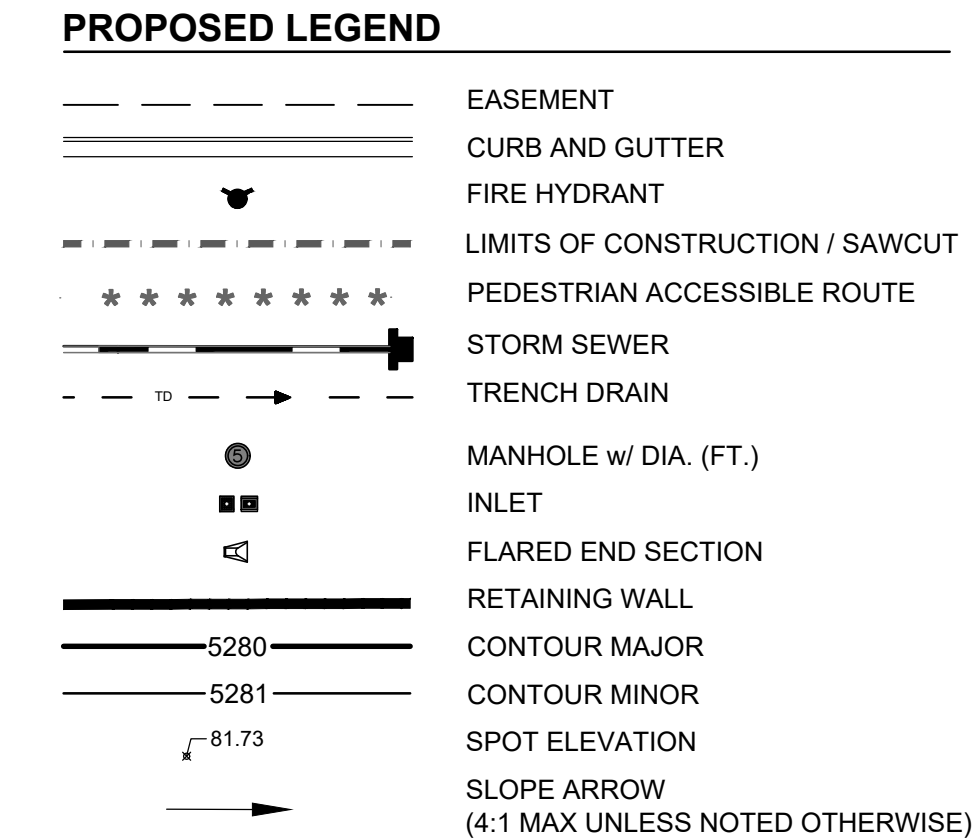 PROPOSED LEGEND
EASEMENT
CURB AND GUTTER
FIRE HYDRANT
LIMITS OF CONSTRUCTION / SAWCUT
PEDESTRIAN ACCESSIBLE ROUTE
STORM SEWER
TD TRENCH DRAIN
5 MANHOLE w/ DIA. (FT.)
INLET
FLARED END SECTION
RETAINING WALL
5280 CONTOUR MAJOR
5281 CONTOUR MINOR
81.73 SPOT ELEVATION
SLOPE ARROW
(4:1 MAX UNLESS NOTED OTHERWISE)